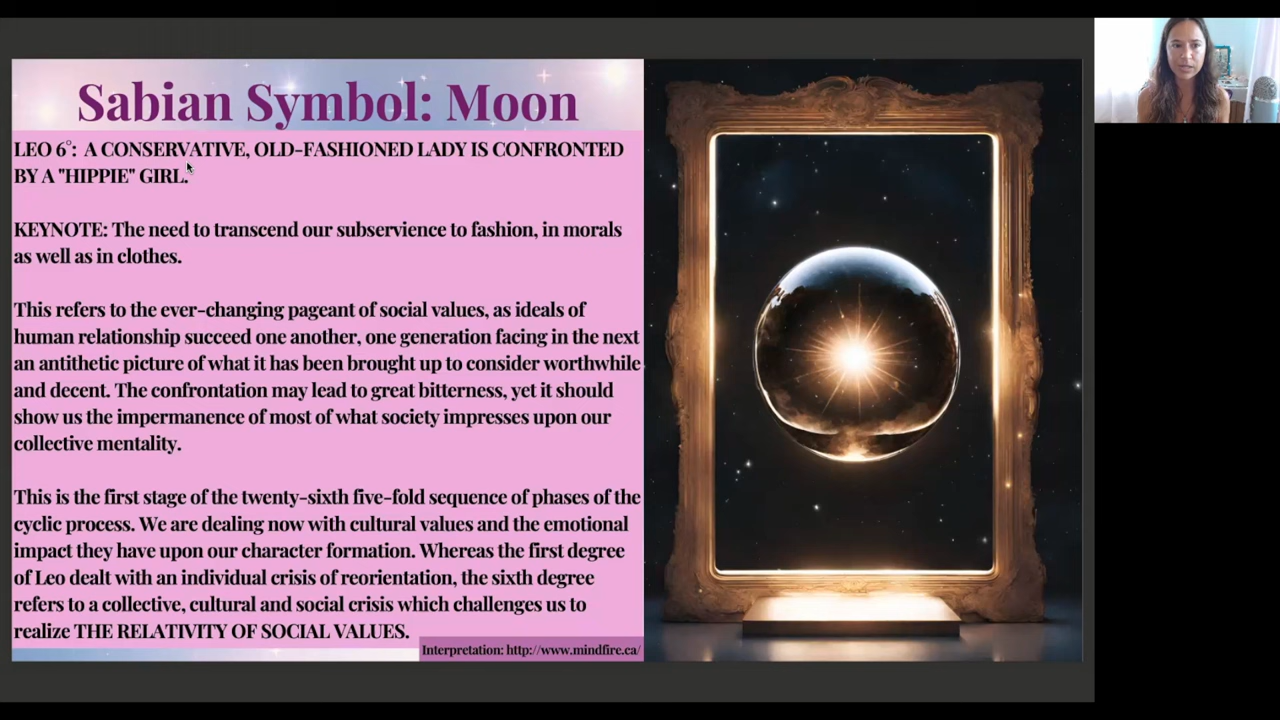 Sabian Symbol: Moon
LEO 6°: A CONSERVATIVE, OLD-FASHIONED LADY IS CONFRONTED
BY A "HIPPIE" GIRL.
KEYNOTE: The need to transcend our subservience to fashion, in morals
as well as in clothes.
This refers to the ever-changing pageant of social values, as ideals of
human relationship succeed one another, one generation facing in the next
an antithetic picture of what it has been brought up to consider worthwhile
and decent. The confrontation may lead to great bitterness, yet it should
show us the impermanence of most of what society impresses upon our
collective mentality.
This is the first stage of the twenty-sixth five-fold sequence of phases of the
cyclic process. We are dealing now with cultural values and the emotional
impact they have upon our character formation. Whereas the first degree
of Leo dealt with an individual crisis of reorientation, the sixth degree
refers to a collective, cultural and social crisis which challenges us to
realize THE RELATIVITY OF SOCIAL VALUES.
Interpretation: http://www.mindfire.ca/